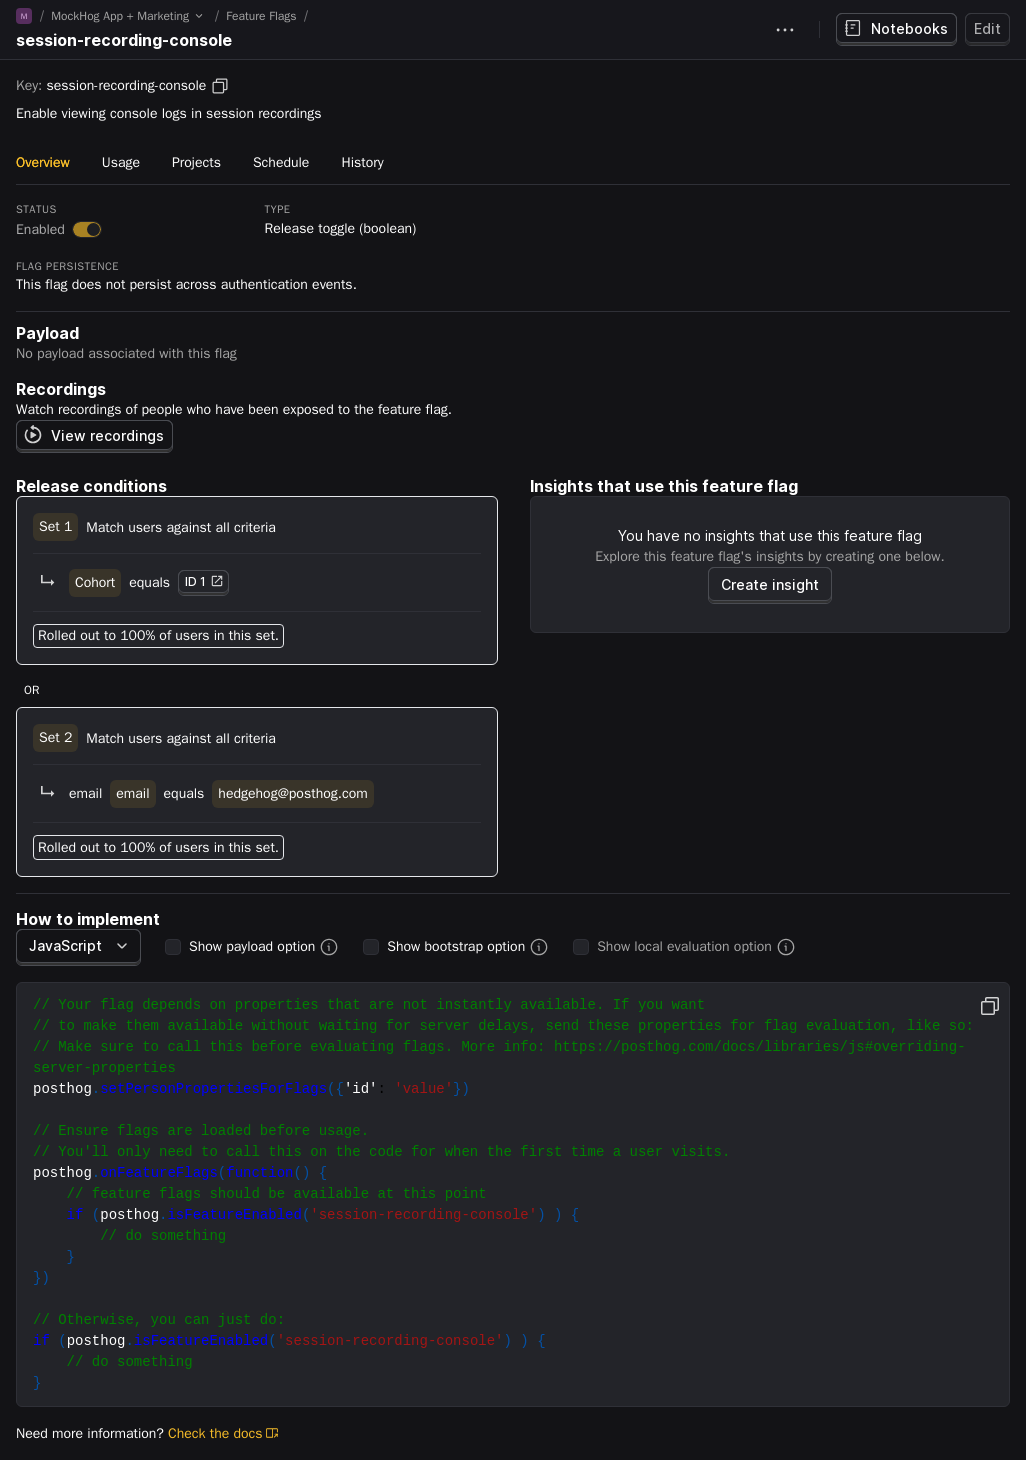 M / MockHog App + Marketing / Feature Flags /
session-recording-console
Notebooks
Edit
Key: session-recording-console
Enable viewing console logs in session recordings
Overview Usage Projects Schedule History
STATUS
Enabled
TYPE
Release toggle (boolean)
FLAG PERSISTENCE
This flag does not persist across authentication events.
Payload
No payload associated with this flag
Recordings
Watch recordings of people who have been exposed to the feature flag.
View recordings
Release conditions
Set 1 Match users against all criteria
Cohort equals ID 1
Rolled out to 100% of users in this set.
OR
Set 2 Match users against all criteria
email email equals hedgehog@posthog.com
Rolled out to 100% of users in this set.
Insights that use this feature flag
You have no insights that use this feature flag
Explore this feature flag's insights by creating one below.
Create insight
How to implement
JavaScript Show payload option Show bootstrap option Show local evaluation option
// Your flag depends on properties that are not instantly available. If you want
// to make them available without waiting for server delays, send these properties for flag evaluation, like so:
// Make sure to call this before evaluating flags. More info: https://posthog.com/docs/libraries/js#overriding-
server-properties
posthog.setPersonPropertiesForFlags({'id': 'value'})
// Ensure flags are loaded before usage.
// You'll only need to call this on the code for when the first time a user visits.
posthog.onFeatureFlags(function() {
    // feature flags should be available at this point
    if (posthog.isFeatureEnabled('session-recording-console') ) {
        // do something
    }
})
// Otherwise, you can just do:
if (posthog.isFeatureEnabled('session-recording-console') ) {
    // do something
}
Need more information? Check the docs